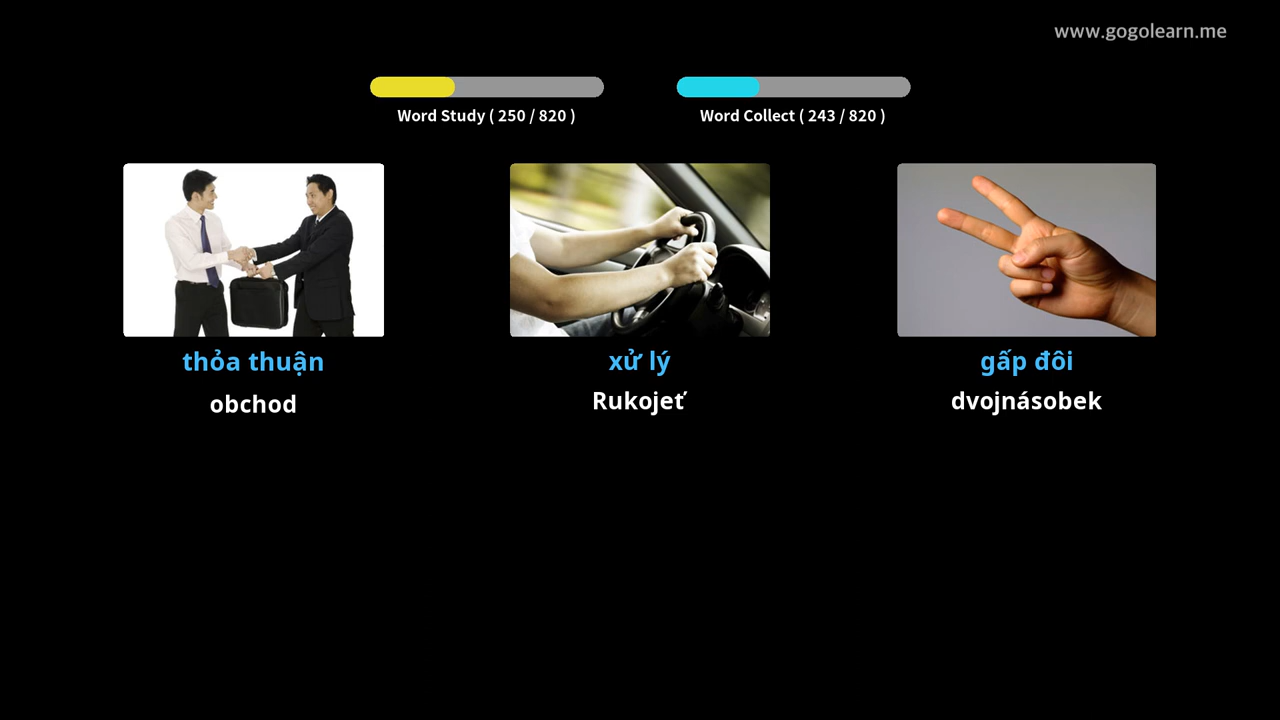 www.gogolearn.me
Word Study ( 250 / 820 )
Word Collect ( 243 / 820 )
thỏa thuận
xử lý
gấp đôi
obchod
Rukojeť
dvojnásobek